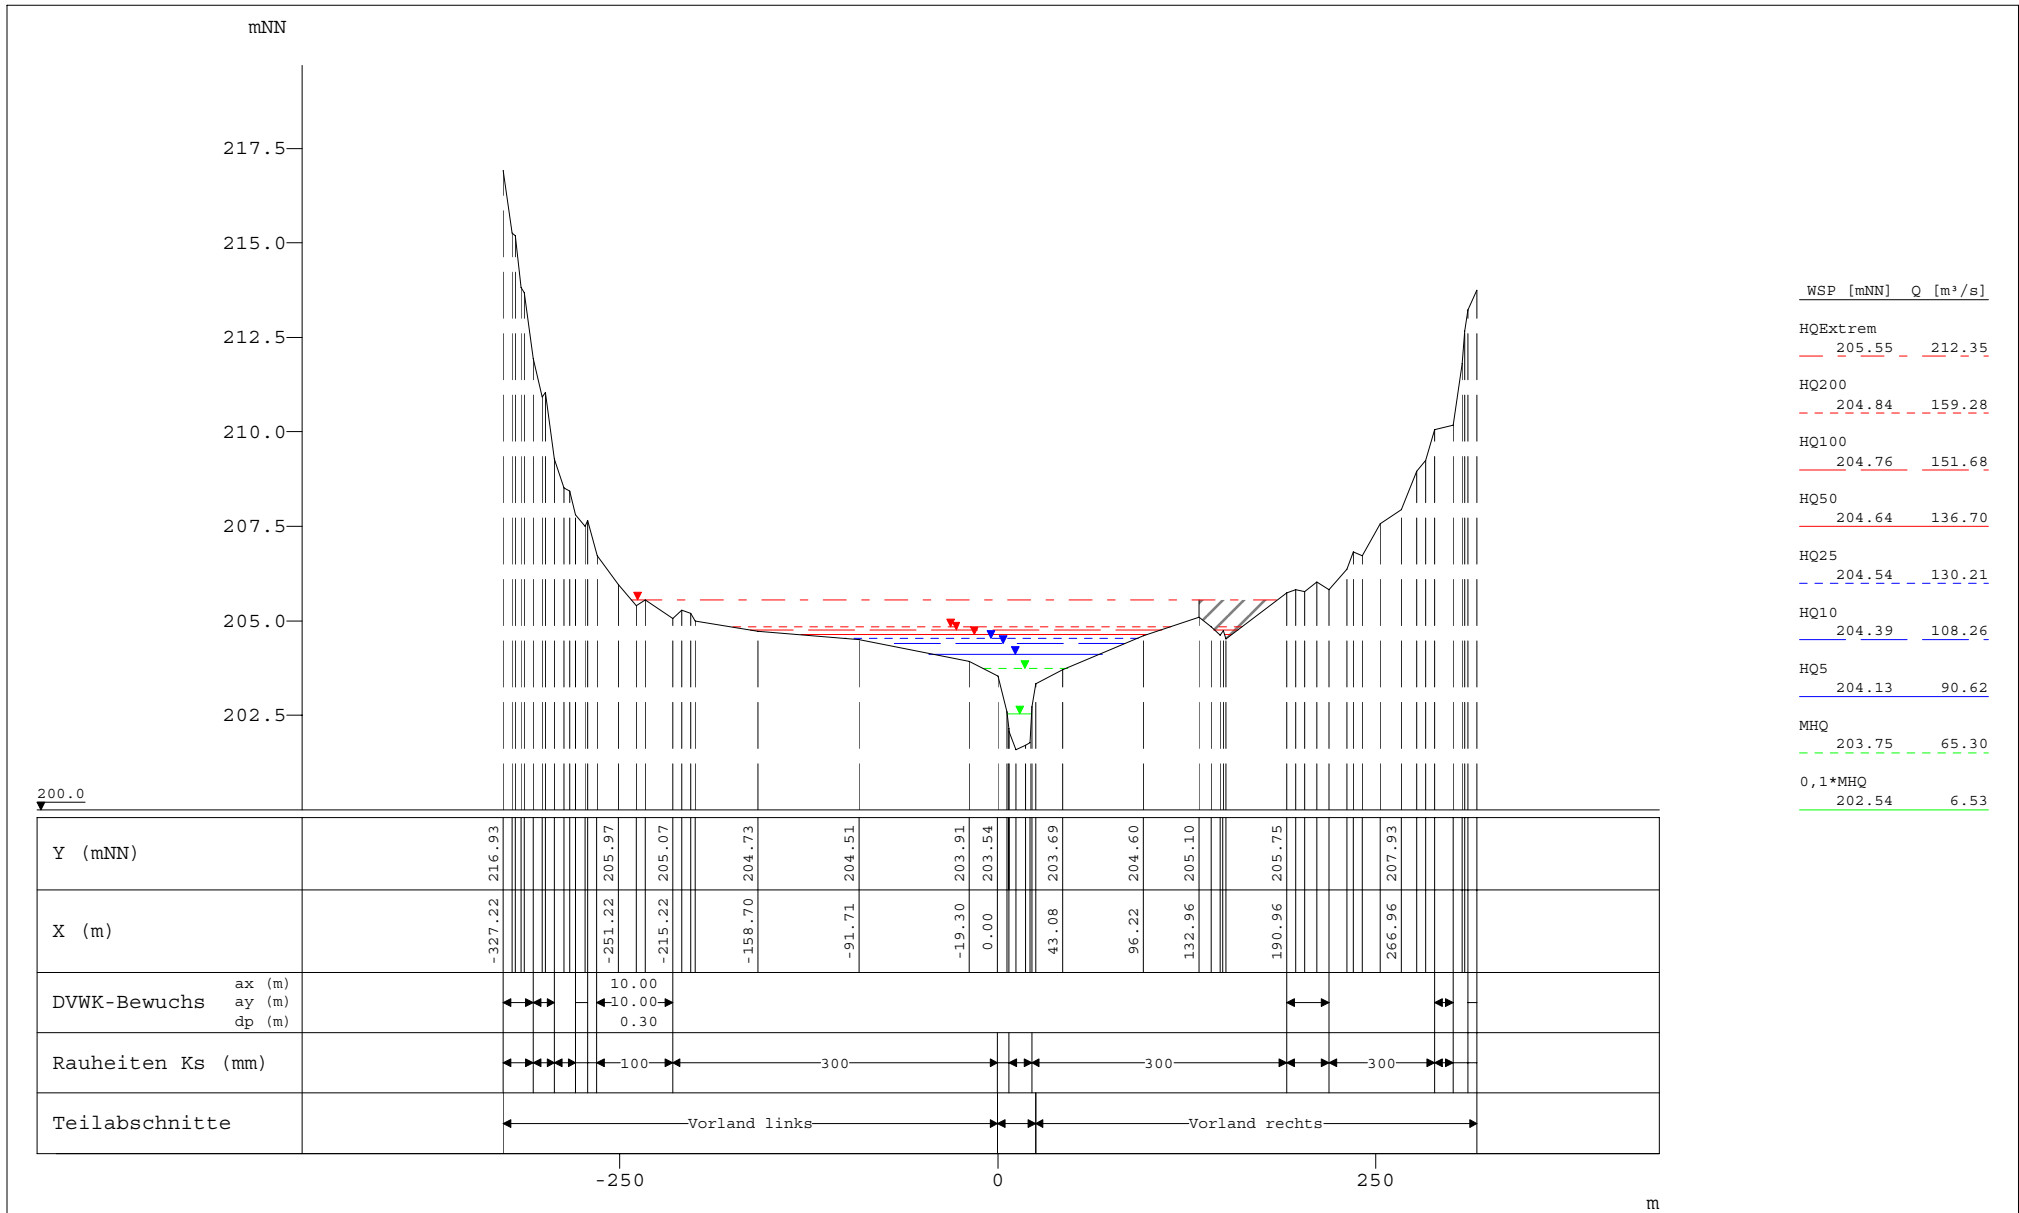 mNN
217.5
215.0
212.5
210.0
207.5
205.0
202.5
200.0
WSP [mNN] Q [m³/s]
HQExtrem
205.55 212.35
HQ200
204.84 159.28
HQ100
204.76 151.68
HQ50
204.64 136.70
HQ25
204.54 130.21
HQ10
204.39 108.26
HQ5
204.13 90.62
MHQ
203.75 65.30
0,1*MHQ
202.54 6.53
Y (mNN) 216.93 205.97 205.07 204.73 204.51 203.91 203.54 203.69 204.60 205.10 205.75 207.93
X (m) -327.22 -251.22 -215.22 -158.70 -91.71 -19.30 0.00 43.08 96.22 132.96 190.96 266.96
ax (m) 10.00
DVWK-Bewuchs ay (m) 10.00
dp (m) 0.30
Rauheiten Ks (mm) 100 300 300 300
Teilabschnitte Vorland links Vorland rechts
-250 0 250
m